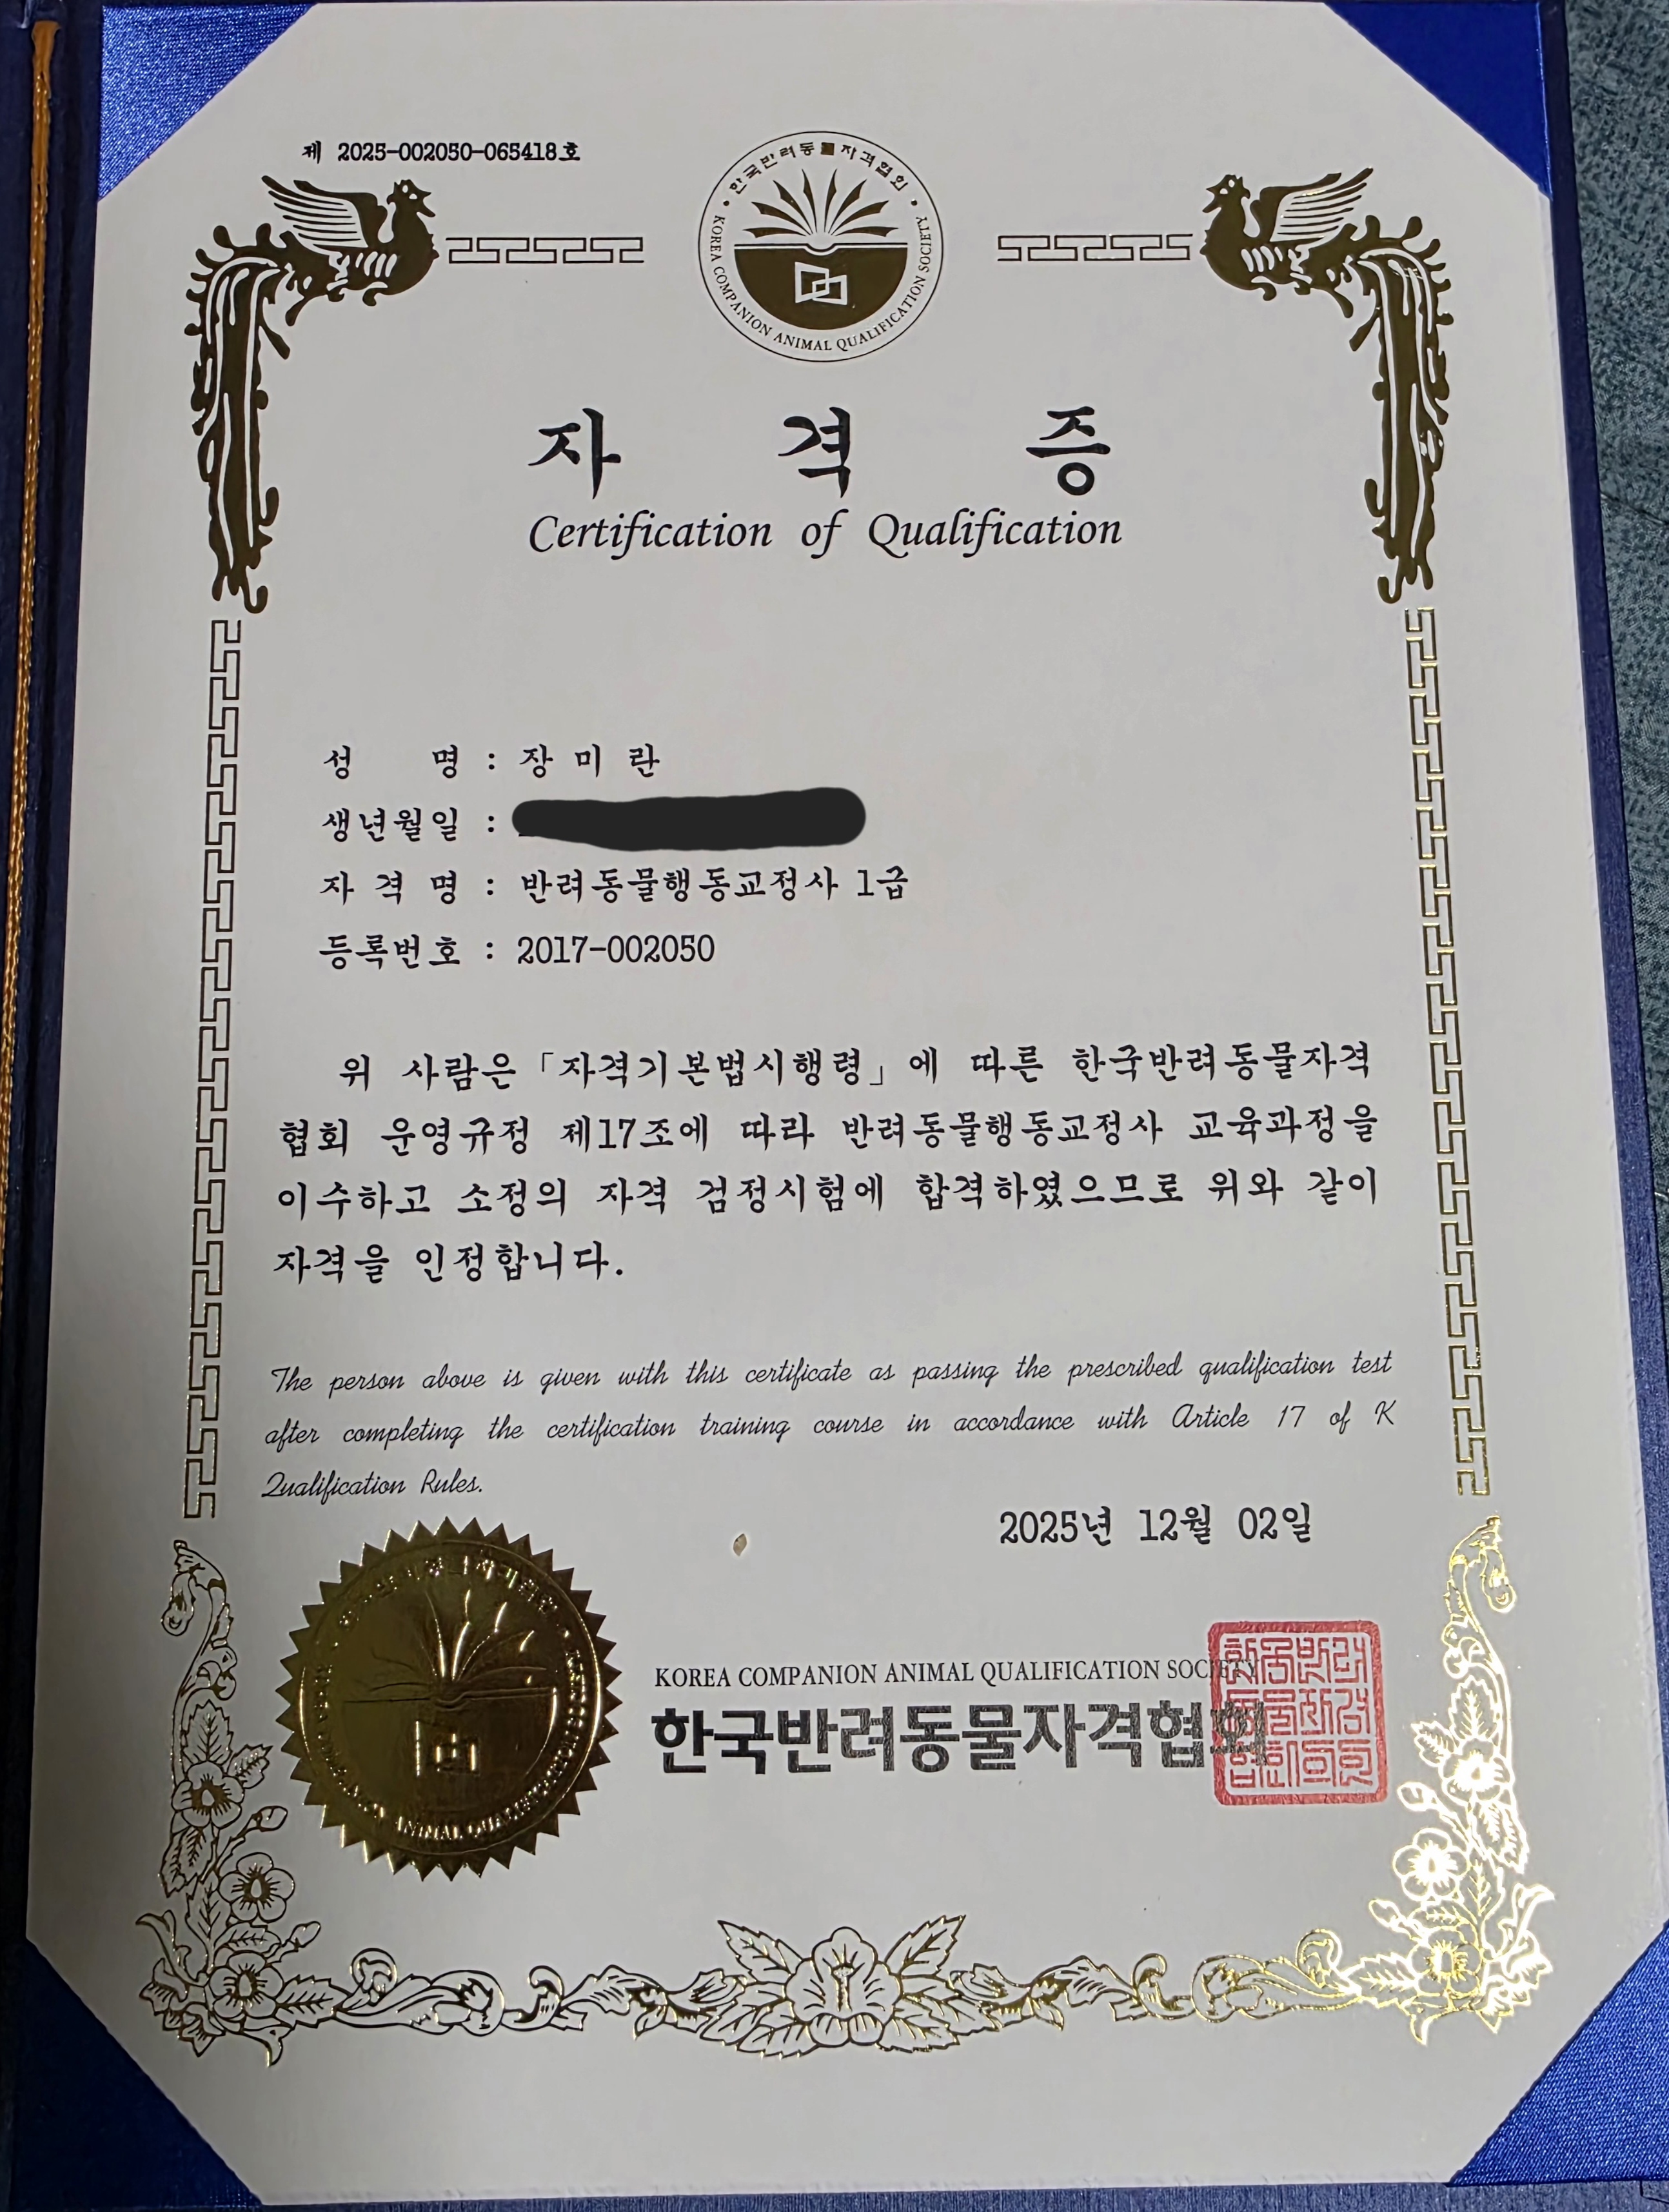 제 2025-002050-065418호
한국반려동물자격협회
KOREA COMPANION ANIMAL QUALIFICATION SOCIETY
자 격 증
Certification of Qualification
성 명 : 장 미 란
생년월일 :
자 격 명 : 반려동물행동교정사 1급
등록번호 : 2017-002050
위 사람은 「자격기본법시행령」에 따른 한국반려동물자격
협회 운영규정 제17조에 따라 반려동물행동교정사 교육과정을
이수하고 소정의 자격 검정시험에 합격하였으므로 위와 같이
자격을 인정합니다.
The person above is given with this certificate as passing the prescribed qualification test
after completing the certification training course in accordance with Article 17 of K
Qualification Rules.
2025년 12월 02일
KOREA COMPANION ANIMAL QUALIFICATION SOCIETY
한국반려동물자격협회